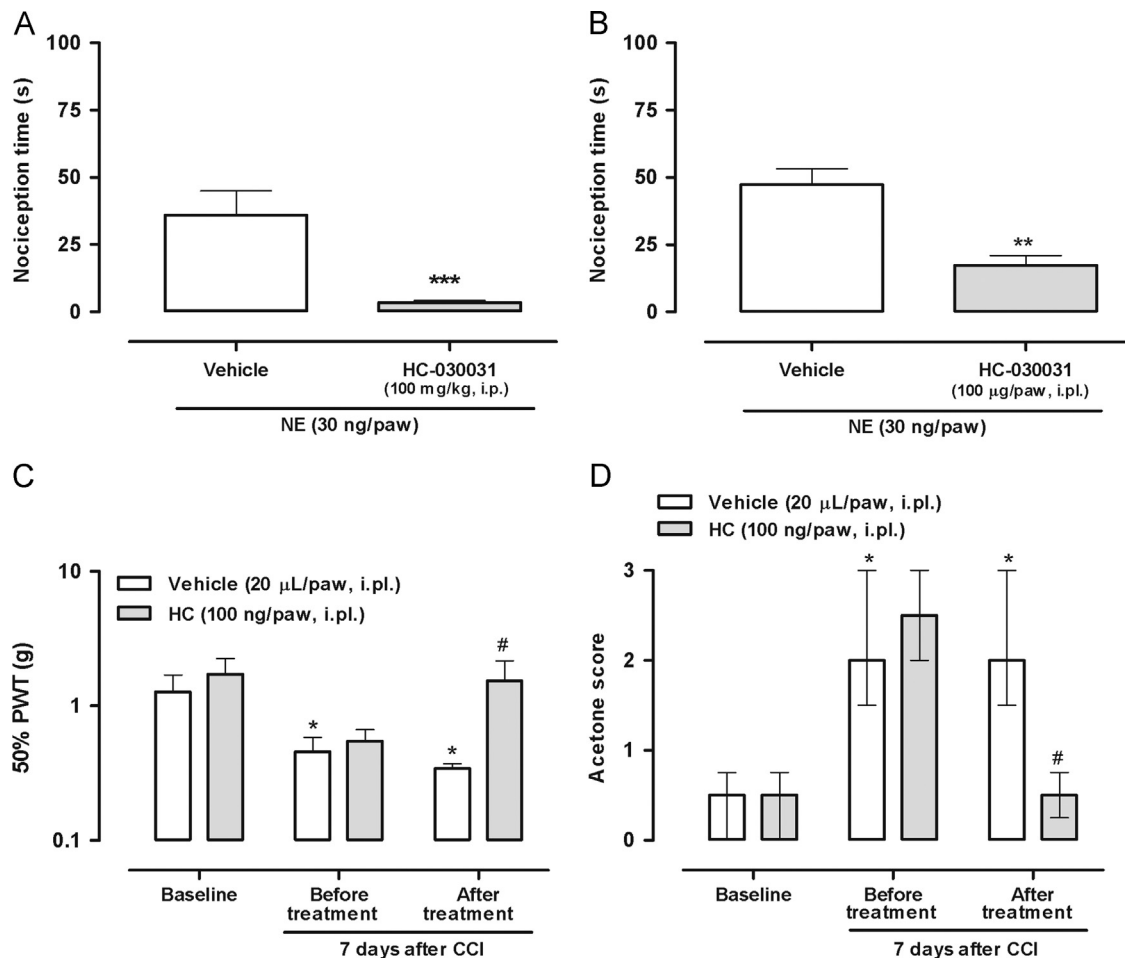 A
Nociception time (s)
100
75
50
25
0
***
Vehicle
HC-030031
(100 mg/kg, i.p.)
NE (30 ng/paw)
B
Nociception time (s)
100
75
50
25
0
**
Vehicle
HC-030031
(100 μg/paw, i.pl.)
NE (30 ng/paw)
C
50% PWT (g)
10
1
0.1
Vehicle (20 μL/paw, i.pl.)
HC (100 ng/paw, i.pl.)
*
*
#
Baseline
Before
treatment
After
treatment
7 days after CCI
D
Vehicle (20 μL/paw, i.pl.)
HC (100 ng/paw, i.pl.)
Acetone score
3
2
1
0
*
*
#
Baseline
Before
treatment
After
treatment
7 days after CCI